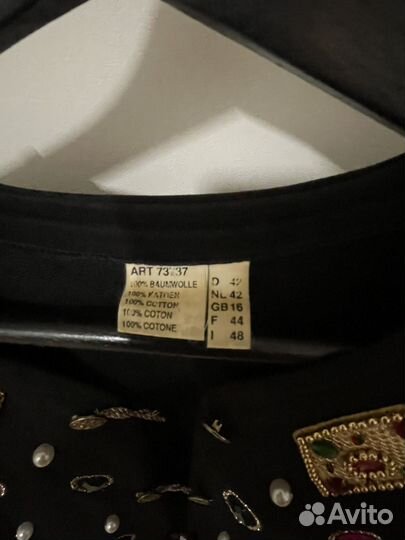 ART 73237
100% BAUMWOLLE
100% KATOEN
100% COTTON
100% COTON
100% COTONE
D 42
NL 42
GB 16
F 44
I 48
Avito